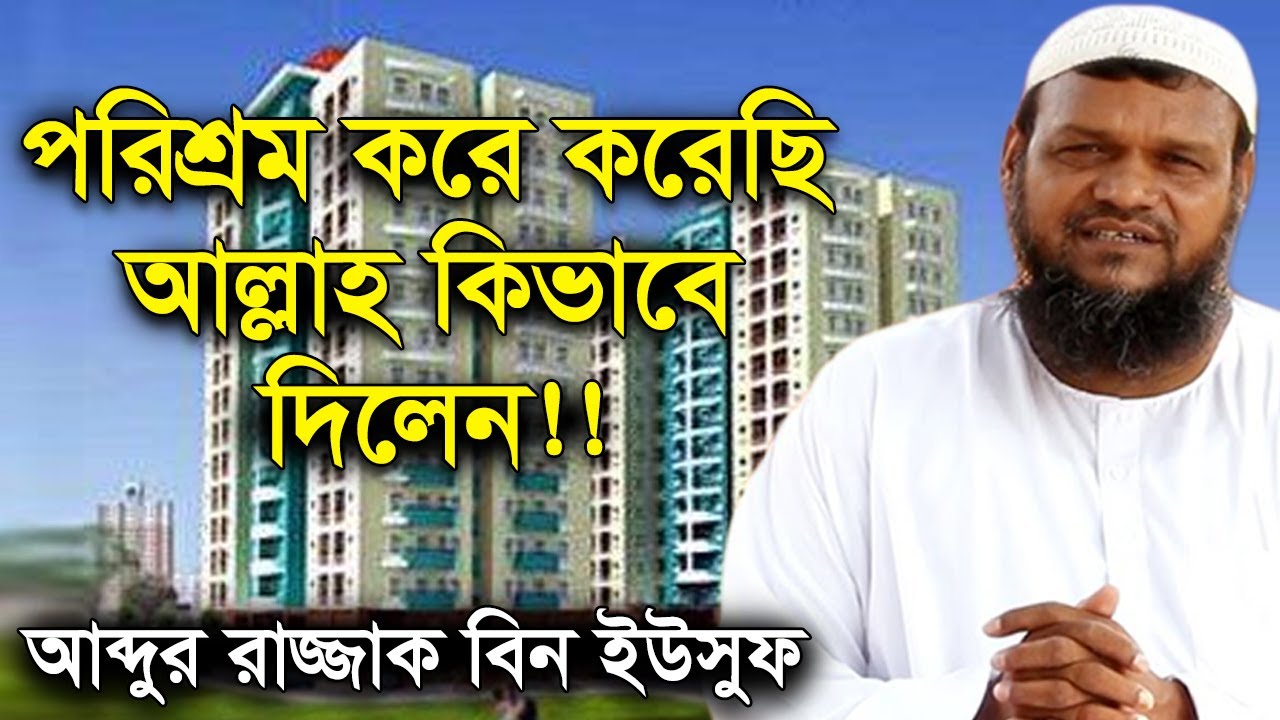 পরিশ্রম করে করেছি
আল্লাহ কিভাবে
দিলেন!!
আব্দুর রাজ্জাক বিন ইউসুফ